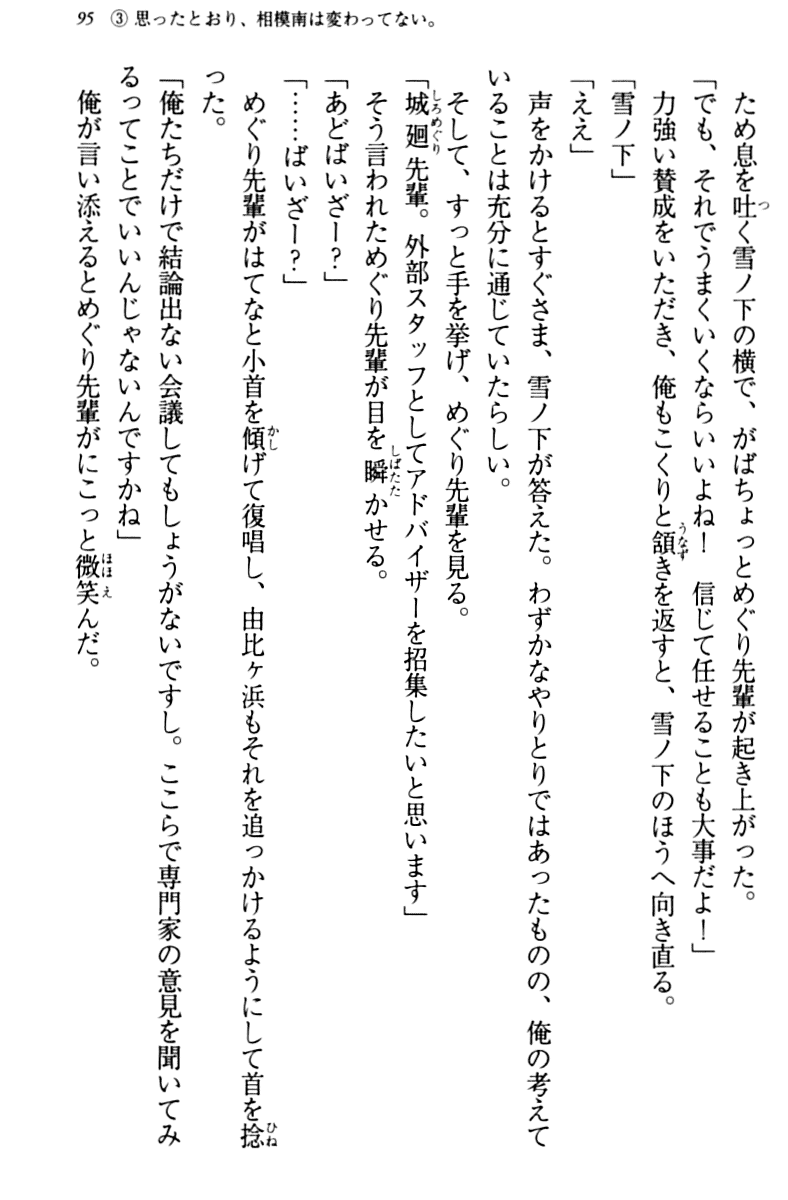 95 ③ 思ったとおり、相模南は変わってない。
ため息を吐く雪ノ下の横で、がばちょっとめぐり先輩が起き上がった。
「でも、それでうまくいくならいいよね！　信じて任せることも大事だよ！」
力強い賛成をいただき、俺もこくりと頷きを返すと、雪ノ下のほうへ向き直る。
「雪ノ下」
「ええ」
声をかけるとすぐさま、雪ノ下が答えた。わずかなやりとりではあったものの、俺の考えて
いることは充分に通じていたらしい。
そして、すっと手を挙げ、めぐり先輩を見る。
「城廻先輩。外部スタッフとしてアドバイザーを招集したいと思います」
そう言われためぐり先輩が目を瞬かせる。
「あどばいざー？」
「……ばいざー？」
めぐり先輩がはてなと小首を傾げて復唱し、由比ヶ浜もそれを追っかけるようにして首を捻
った。
「俺たちだけで結論出ない会議してもしょうがないですし。ここらで専門家の意見を聞いてみ
るってことでいいんじゃないんですかね」
俺が言い添えるとめぐり先輩がにこっと微笑んだ。